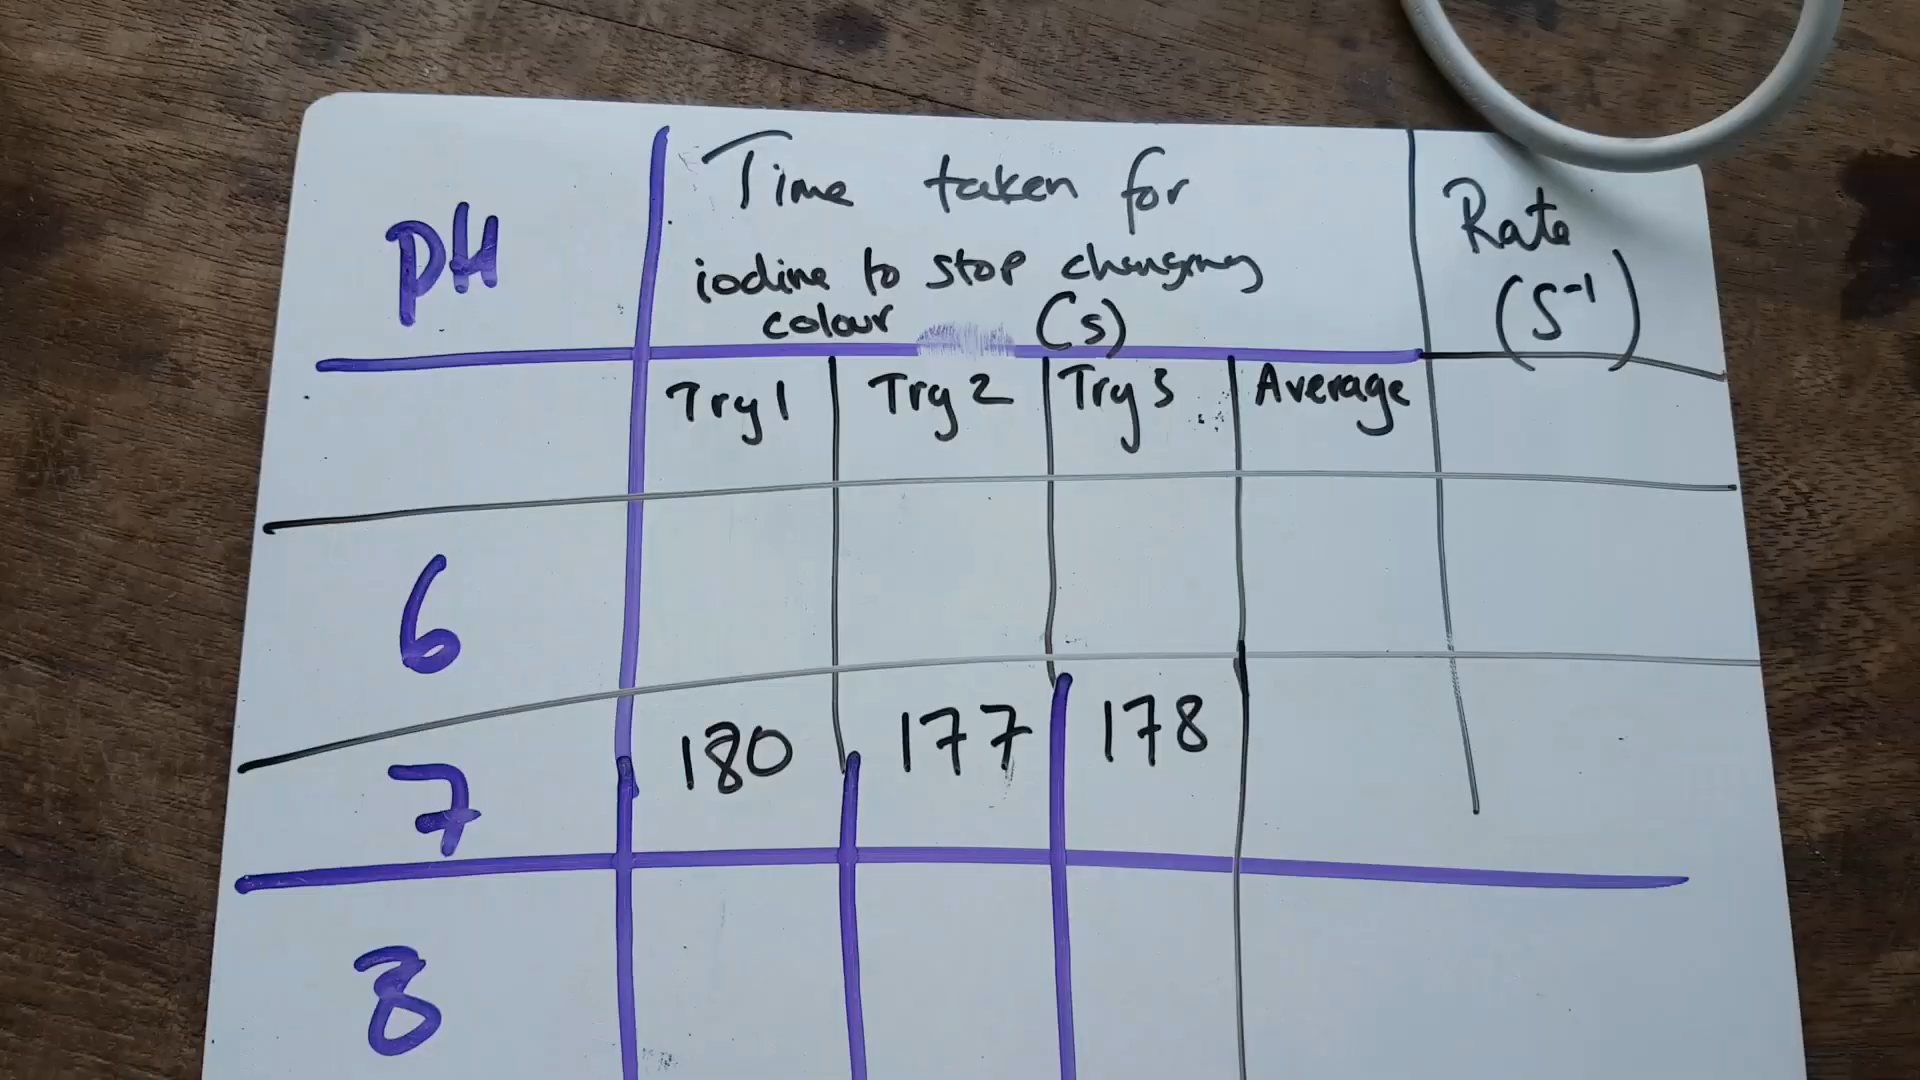 pH
Time taken for
iodine to stop changing
colour (s)
Rate
(S⁻¹)
Try 1 Try 2 Try 3 Average
6
7 180 177 178
8